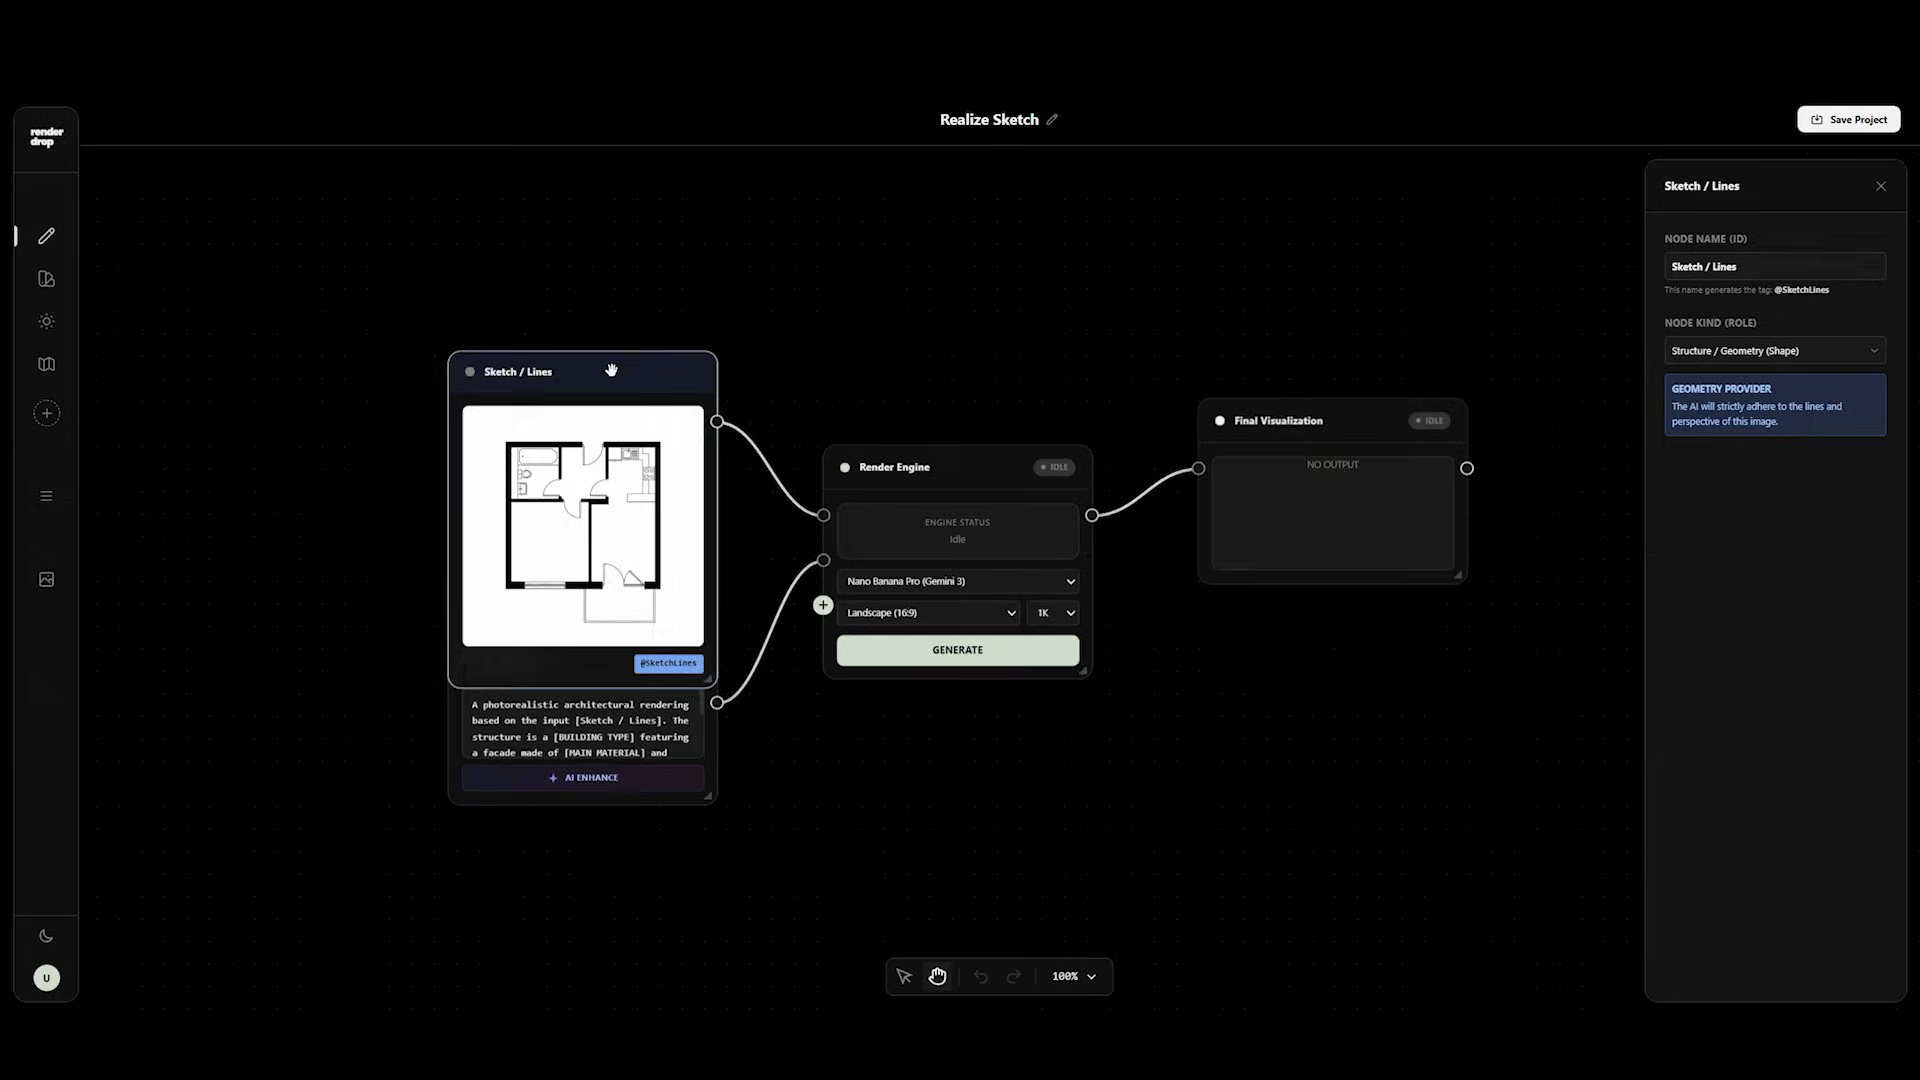 render
drop
Realize Sketch
Save Project
Sketch / Lines
@SketchLines
A photorealistic architectural rendering
based on the input [Sketch / Lines]. The
structure is a [BUILDING TYPE] featuring
a facade made of [MAIN MATERIAL] and
AI ENHANCE
Render Engine
IDLE
ENGINE STATUS
Idle
Nano Banana Pro (Gemini 3)
Landscape (16:9)
1K
GENERATE
Final Visualization
IDLE
NO OUTPUT
Sketch / Lines
NODE NAME (ID)
Sketch / Lines
This name generates the tag: @SketchLines
NODE KIND (ROLE)
Structure / Geometry (Shape)
GEOMETRY PROVIDER
The AI will strictly adhere to the lines and
perspective of this image.
U
100%